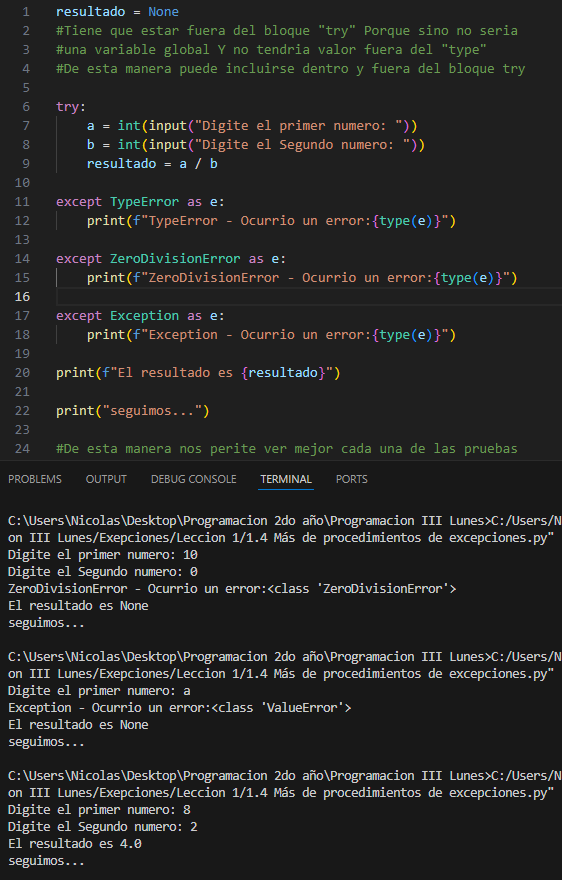 1 resultado = None
2 #Tiene que estar fuera del bloque "try" Porque sino no seria
3 #una variable global Y no tendria valor fuera del "type"
4 #De esta manera puede incluirse dentro y fuera del bloque try
5
6 try:
7     a = int(input("Digite el primer numero: "))
8     b = int(input("Digite el Segundo numero: "))
9     resultado = a / b
10
11 except TypeError as e:
12     print(f"TypeError - Ocurrio un error:{type(e)}")
13
14 except ZeroDivisionError as e:
15     print(f"ZeroDivisionError - Ocurrio un error:{type(e)}")
16
17 except Exception as e:
18     print(f"Exception - Ocurrio un error:{type(e)}")
19
20 print(f"El resultado es {resultado}")
21
22 print("seguimos...")
23
24 #De esta manera nos perite ver mejor cada una de las pruebas
PROBLEMS OUTPUT DEBUG CONSOLE TERMINAL PORTS
C:\Users\Nicolas\Desktop\Programacion 2do año\Programacion III Lunes>C:/Users/N
on III Lunes/Exepciones/Leccion 1/1.4 Más de procedimientos de excepciones.py"
Digite el primer numero: 10
Digite el Segundo numero: 0
ZeroDivisionError - Ocurrio un error:<class 'ZeroDivisionError'>
El resultado es None
seguimos...
C:\Users\Nicolas\Desktop\Programacion 2do año\Programacion III Lunes>C:/Users/N
on III Lunes/Exepciones/Leccion 1/1.4 Más de procedimientos de excepciones.py"
Digite el primer numero: a
Exception - Ocurrio un error:<class 'ValueError'>
El resultado es None
seguimos...
C:\Users\Nicolas\Desktop\Programacion 2do año\Programacion III Lunes>C:/Users/N
on III Lunes/Exepciones/Leccion 1/1.4 Más de procedimientos de excepciones.py"
Digite el primer numero: 8
Digite el Segundo numero: 2
El resultado es 4.0
seguimos...